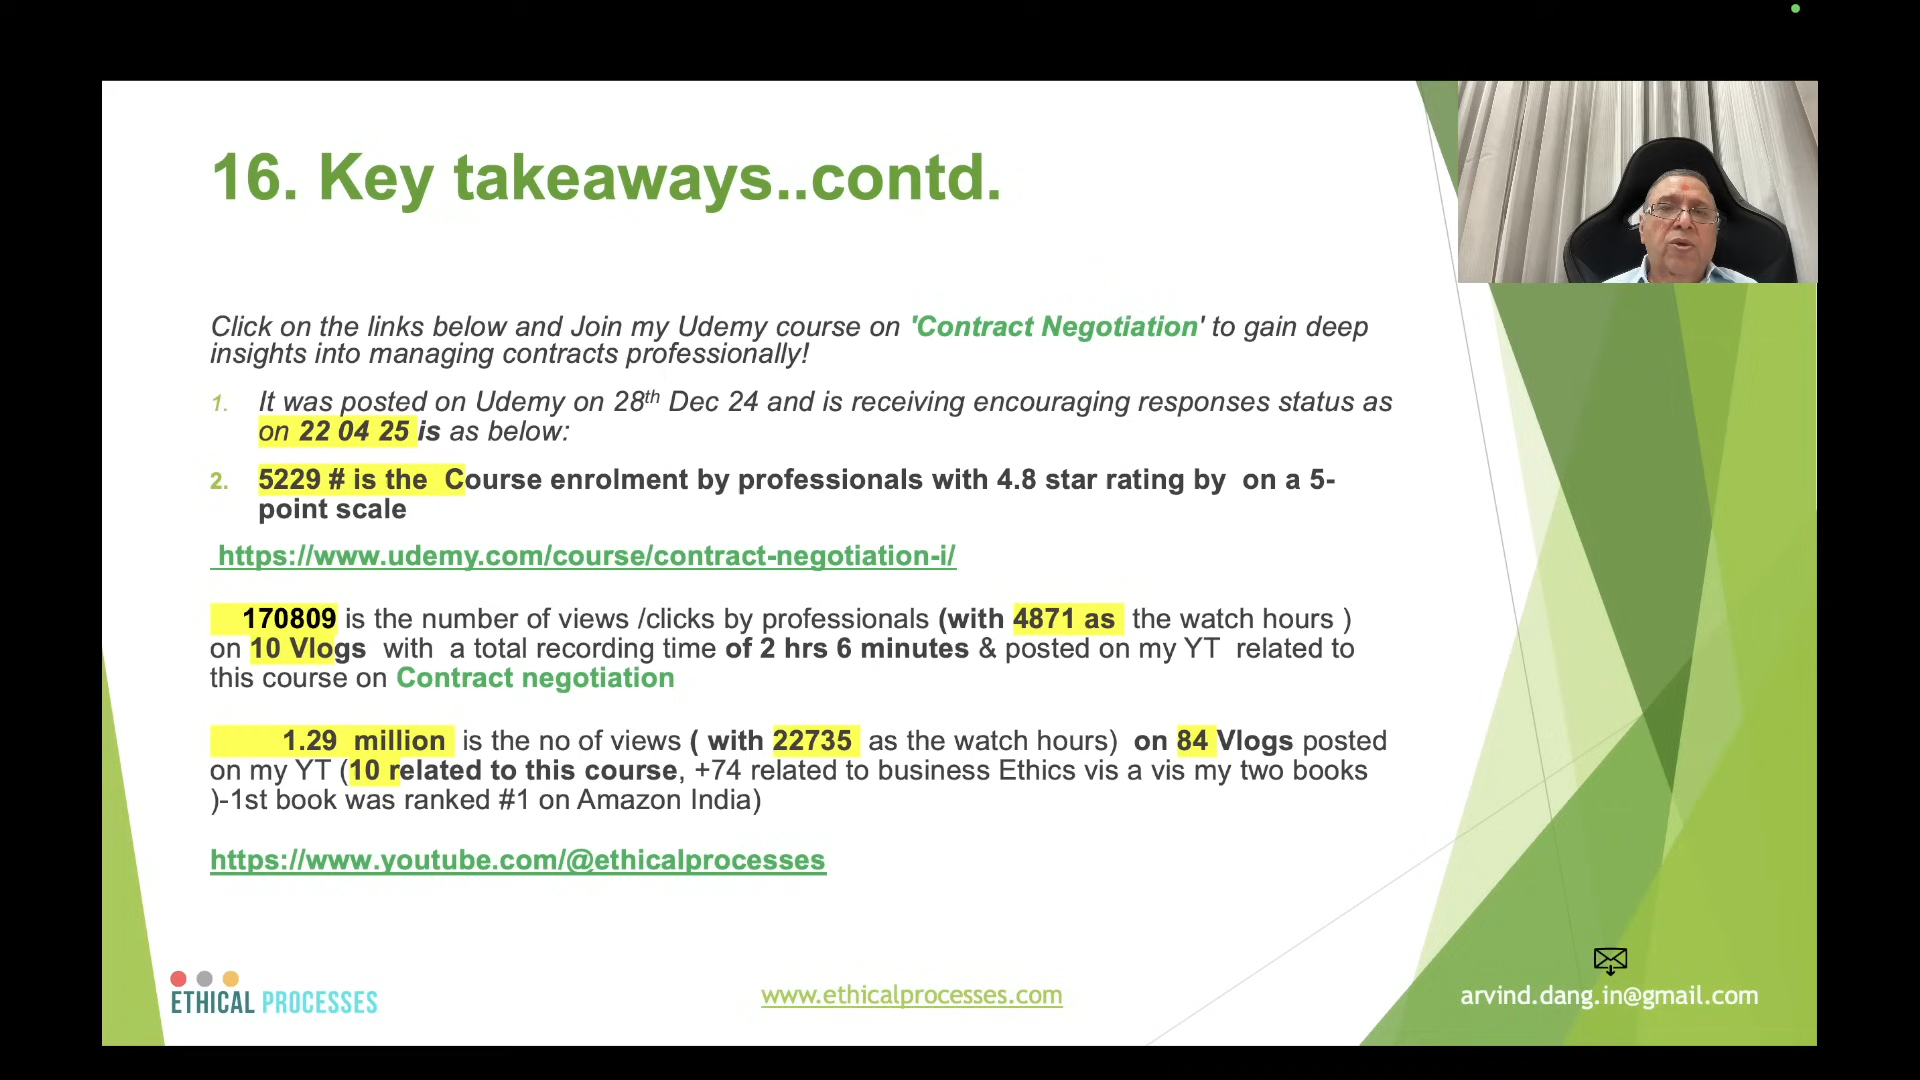 16. Key takeaways..contd.
Click on the links below and Join my Udemy course on 'Contract Negotiation' to gain deep
insights into managing contracts professionally!
1. It was posted on Udemy on 28th Dec 24 and is receiving encouraging responses status as
on 22 04 25 is as below:
2. 5229 # is the Course enrolment by professionals with 4.8 star rating by on a 5-
point scale
https://www.udemy.com/course/contract-negotiation-i/
170809 is the number of views /clicks by professionals (with 4871 as the watch hours )
on 10 Vlogs with a total recording time of 2 hrs 6 minutes & posted on my YT related to
this course on Contract negotiation
1.29 million is the no of views ( with 22735 as the watch hours) on 84 Vlogs posted
on my YT (10 related to this course, +74 related to business Ethics vis a vis my two books
)-1st book was ranked #1 on Amazon India)
https://www.youtube.com/@ethicalprocesses
ETHICAL PROCESSES
www.ethicalprocesses.com
arvind.dang.in@gmail.com